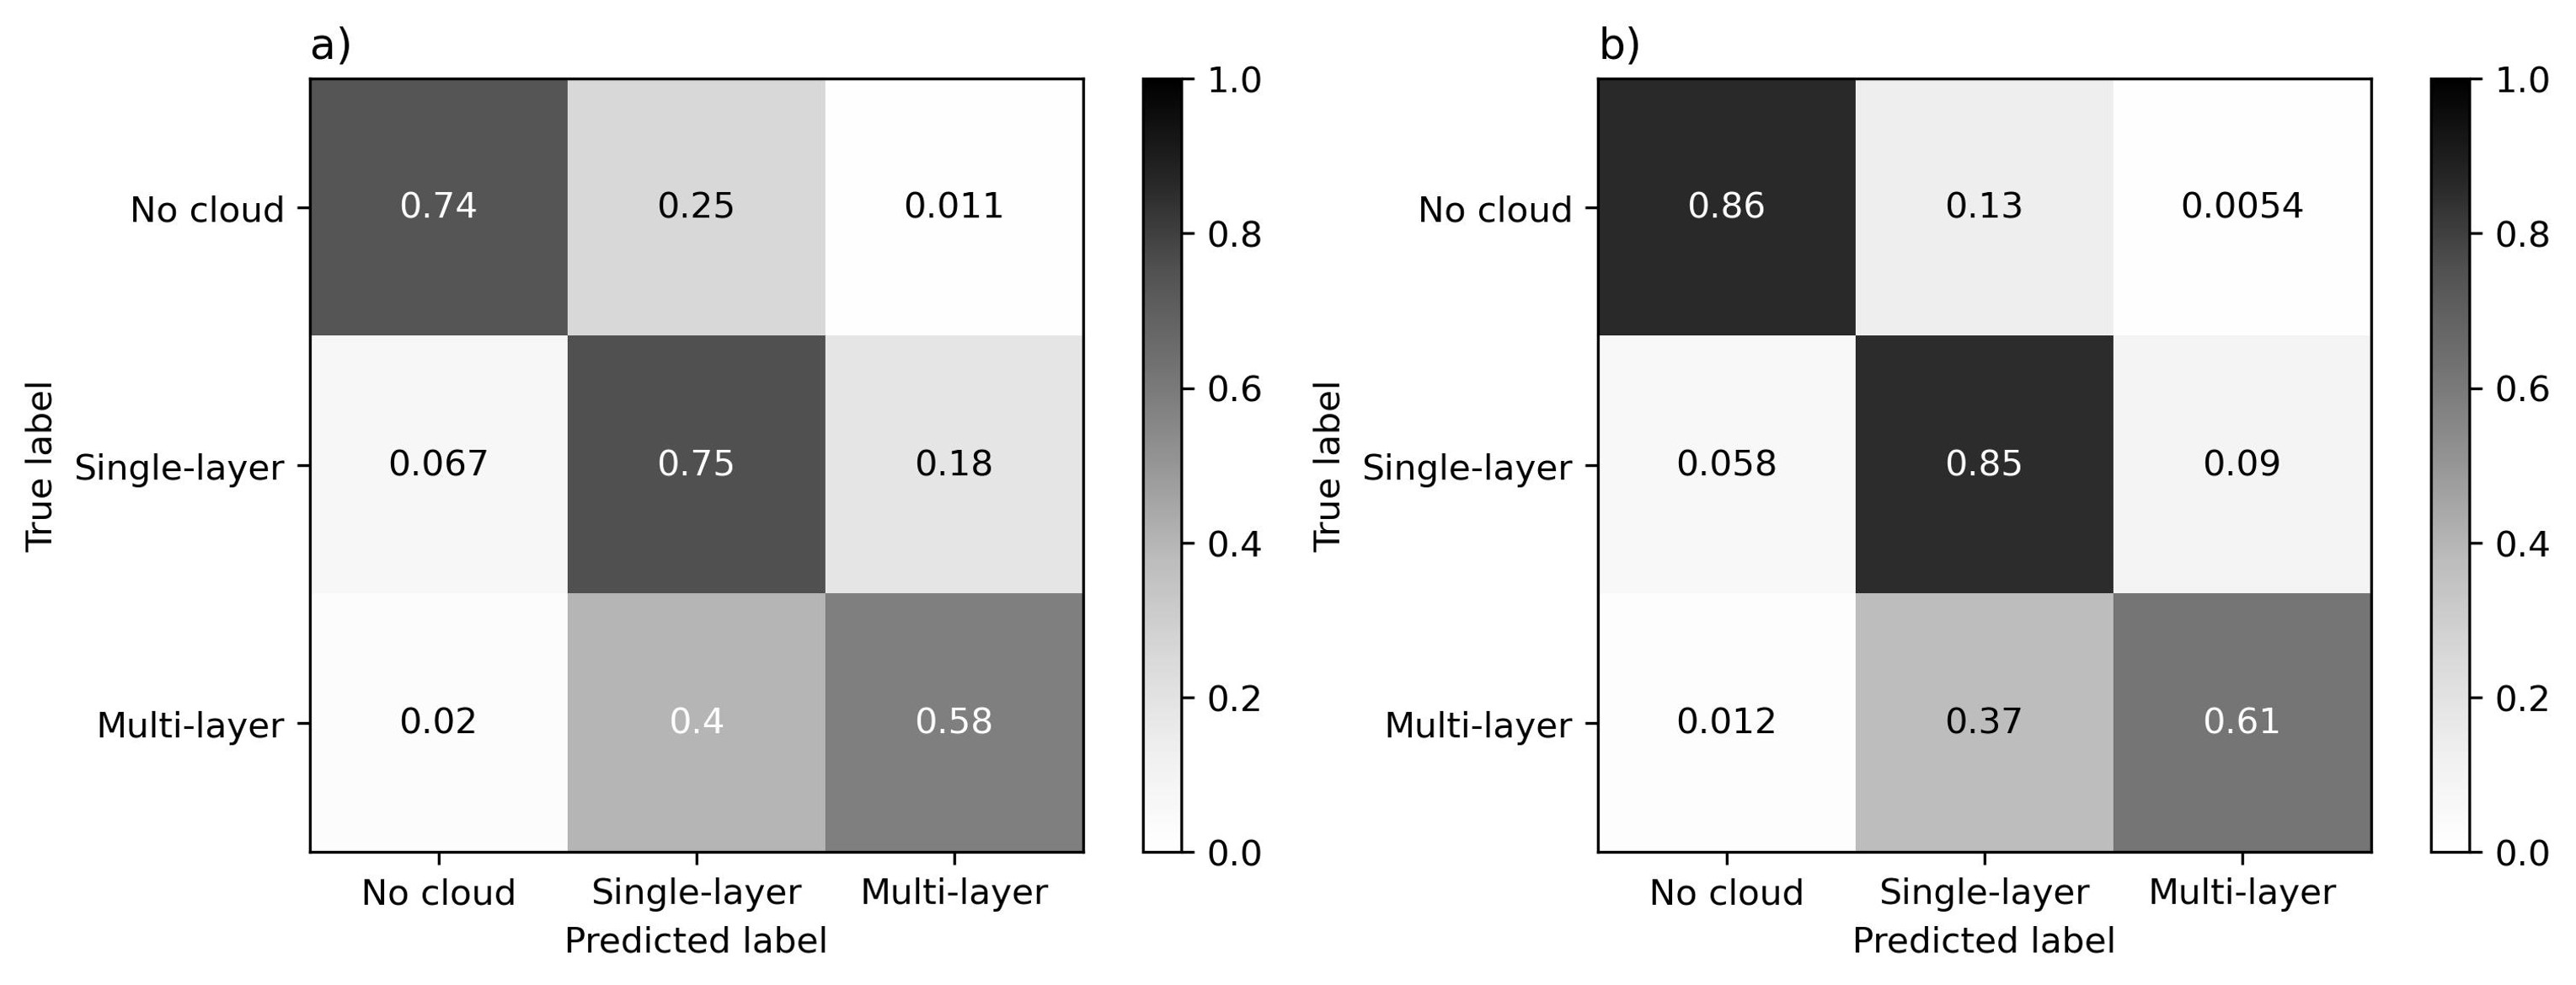 a)
True label
No cloud
Single-layer
Multi-layer
0.74 0.25 0.011
0.067 0.75 0.18
0.02 0.4 0.58
No cloud Single-layer Multi-layer
Predicted label
1.0
0.8
0.6
0.4
0.2
0.0
b)
True label
No cloud
Single-layer
Multi-layer
0.86 0.13 0.0054
0.058 0.85 0.09
0.012 0.37 0.61
No cloud Single-layer Multi-layer
Predicted label
1.0
0.8
0.6
0.4
0.2
0.0